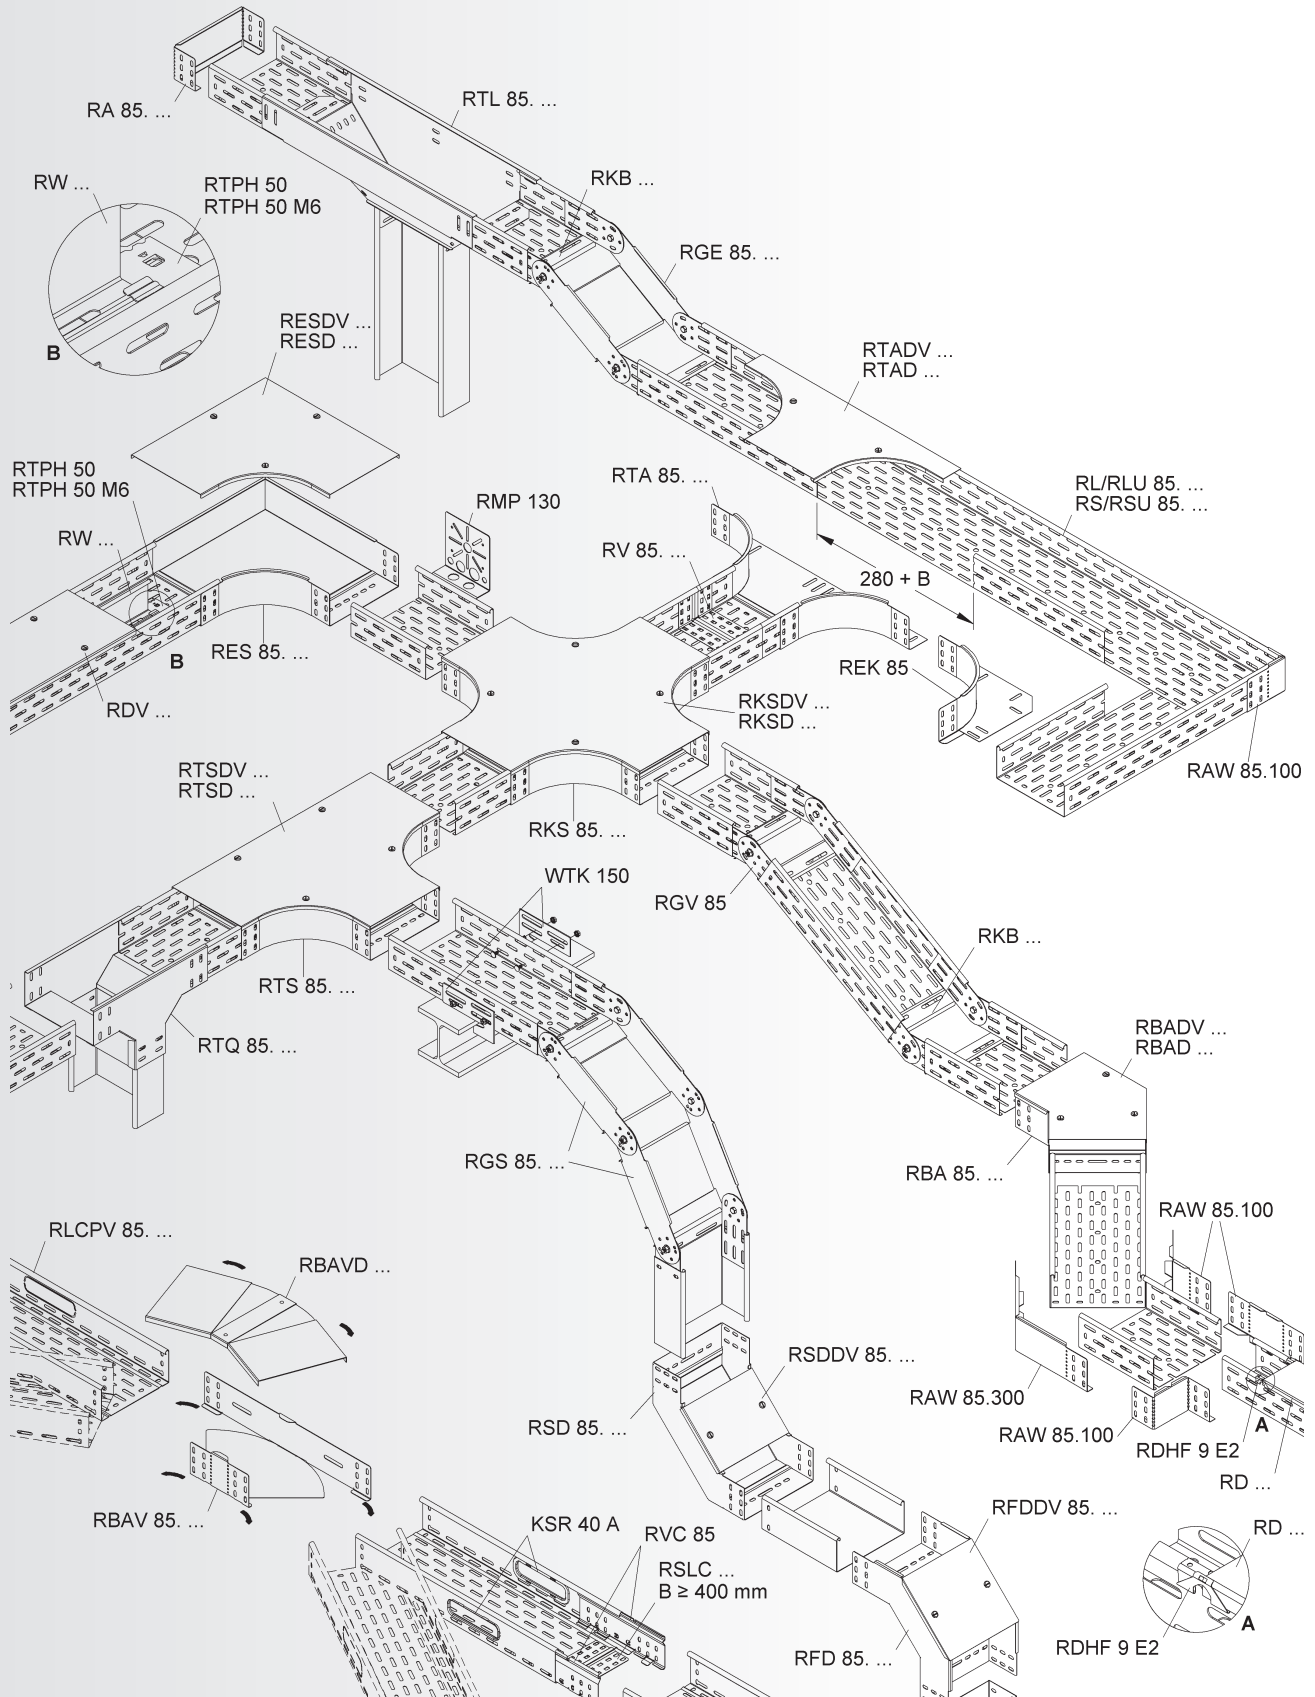 RA 85. ...
RTL 85. ...
RKB ...
RW ...
RTPH 50
RTPH 50 M6
RGE 85. ...
B
RESDV ...
RESD ...
RTADV ...
RTAD ...
RTPH 50
RTPH 50 M6
RW ...
RMP 130
RTA 85. ...
RV 85. ...
RL/RLU 85. ...
RS/RSU 85. ...
280 + B
RES 85. ...
B
RDV ...
REK 85
RKSDV ...
RKSD ...
RAW 85.100
RTSDV ...
RTSD ...
RKS 85. ...
WTK 150
RGV 85
RKB ...
RTS 85. ...
RTQ 85. ...
RBADV ...
RBAD ...
RGS 85. ...
RBA 85. ...
RAW 85.100
RLCPV 85. ...
RBAVD ...
RSDDV 85. ...
RAW 85.300
RSD 85. ...
RAW 85.100
A
RDHF 9 E2
RD ...
RBAV 85. ...
KSR 40 A
RVC 85
RSLC ...
B ≥ 400 mm
RFDDV 85. ...
RD ...
A
RDHF 9 E2
RFD 85. ...